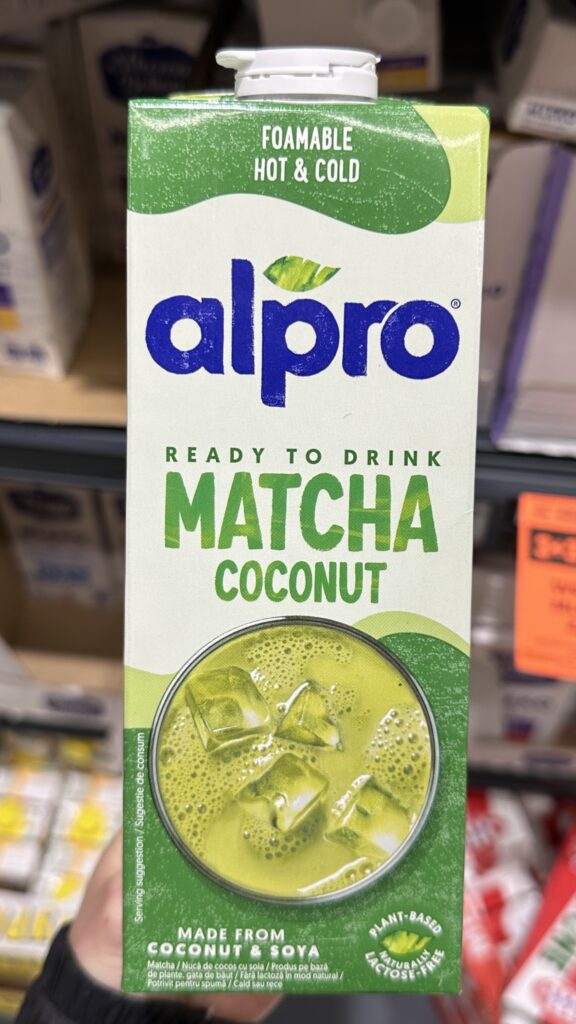 FOAMABLE
HOT & COLD
alpro®
READY TO DRINK
MATCHA
COCONUT
Serving suggestion / Sugestie de consum
MADE FROM
COCONUT & SOYA
Matcha / Nucă de cocos cu soia / Produs pe bază
de plante, gata de băut / Fără lactoză în mod natural /
Potrivit pentru spumă / Cald sau rece
PLANT-BASED
NATURALLY
LACTOSE-FREE